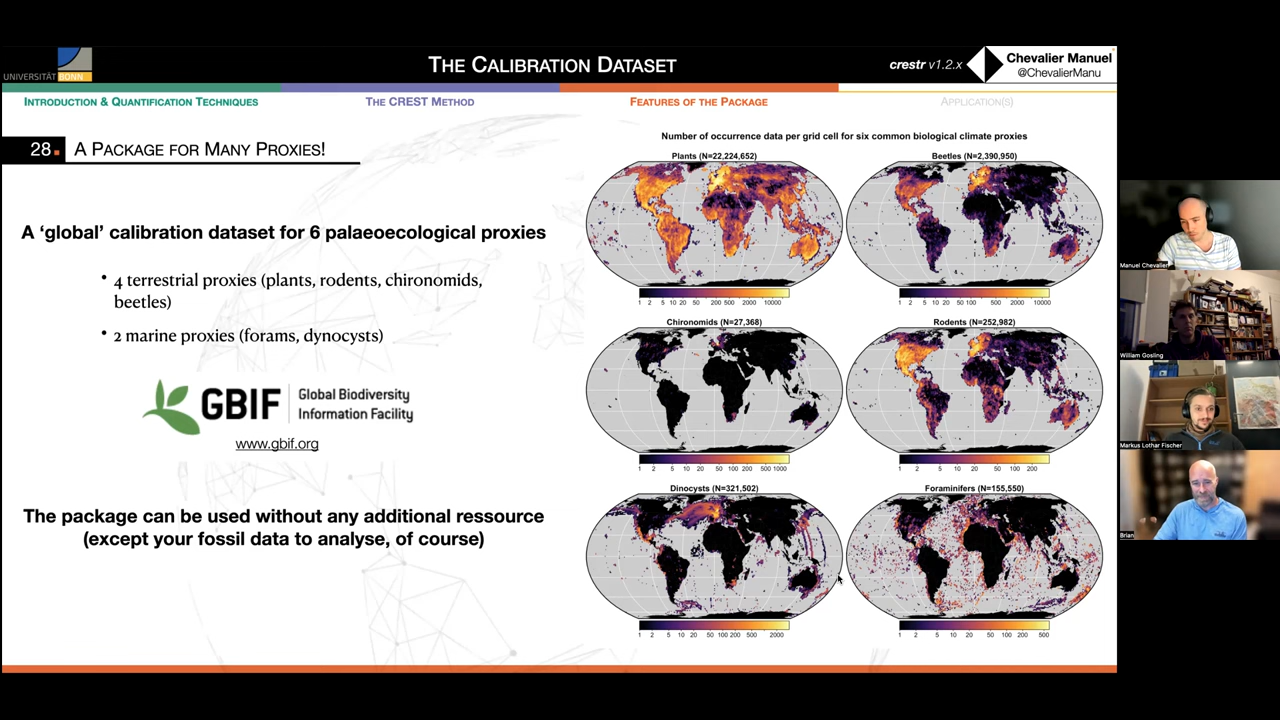 UNIVERSITÄT BONN
THE CALIBRATION DATASET
crestr v1.2.x
Chevalier Manuel
@ChevalierManu
INTRODUCTION & QUANTIFICATION TECHNIQUES
THE CREST METHOD
FEATURES OF THE PACKAGE
APPLICATION(S)
28. A PACKAGE FOR MANY PROXIES!
A ‘global’ calibration dataset for 6 palaeoecological proxies
• 4 terrestrial proxies (plants, rodents, chironomids,
beetles)
• 2 marine proxies (forams, dynocysts)
GBIF
Global Biodiversity
Information Facility
www.gbif.org
The package can be used without any additional ressource
(except your fossil data to analyse, of course)
Number of occurrence data per grid cell for six common biological climate proxies
Plants (N=22,224,652)
1 2 5 10 20 50 200 500 2000 10000
Beetles (N=2,390,950)
1 2 5 10 20 50 100 500 2000 10000
Chironomids (N=27,368)
1 2 5 10 20 50 100 200 500 1000
Rodents (N=252,982)
1 2 5 10 20 50 100 200
Dinocysts (N=321,502)
1 2 5 10 20 50 100 200 500 2000
Foraminifers (N=155,550)
1 2 5 10 20 50 100 200 500
Manuel Chevalier
William Gosling
Markus Lothar Fischer
Brian